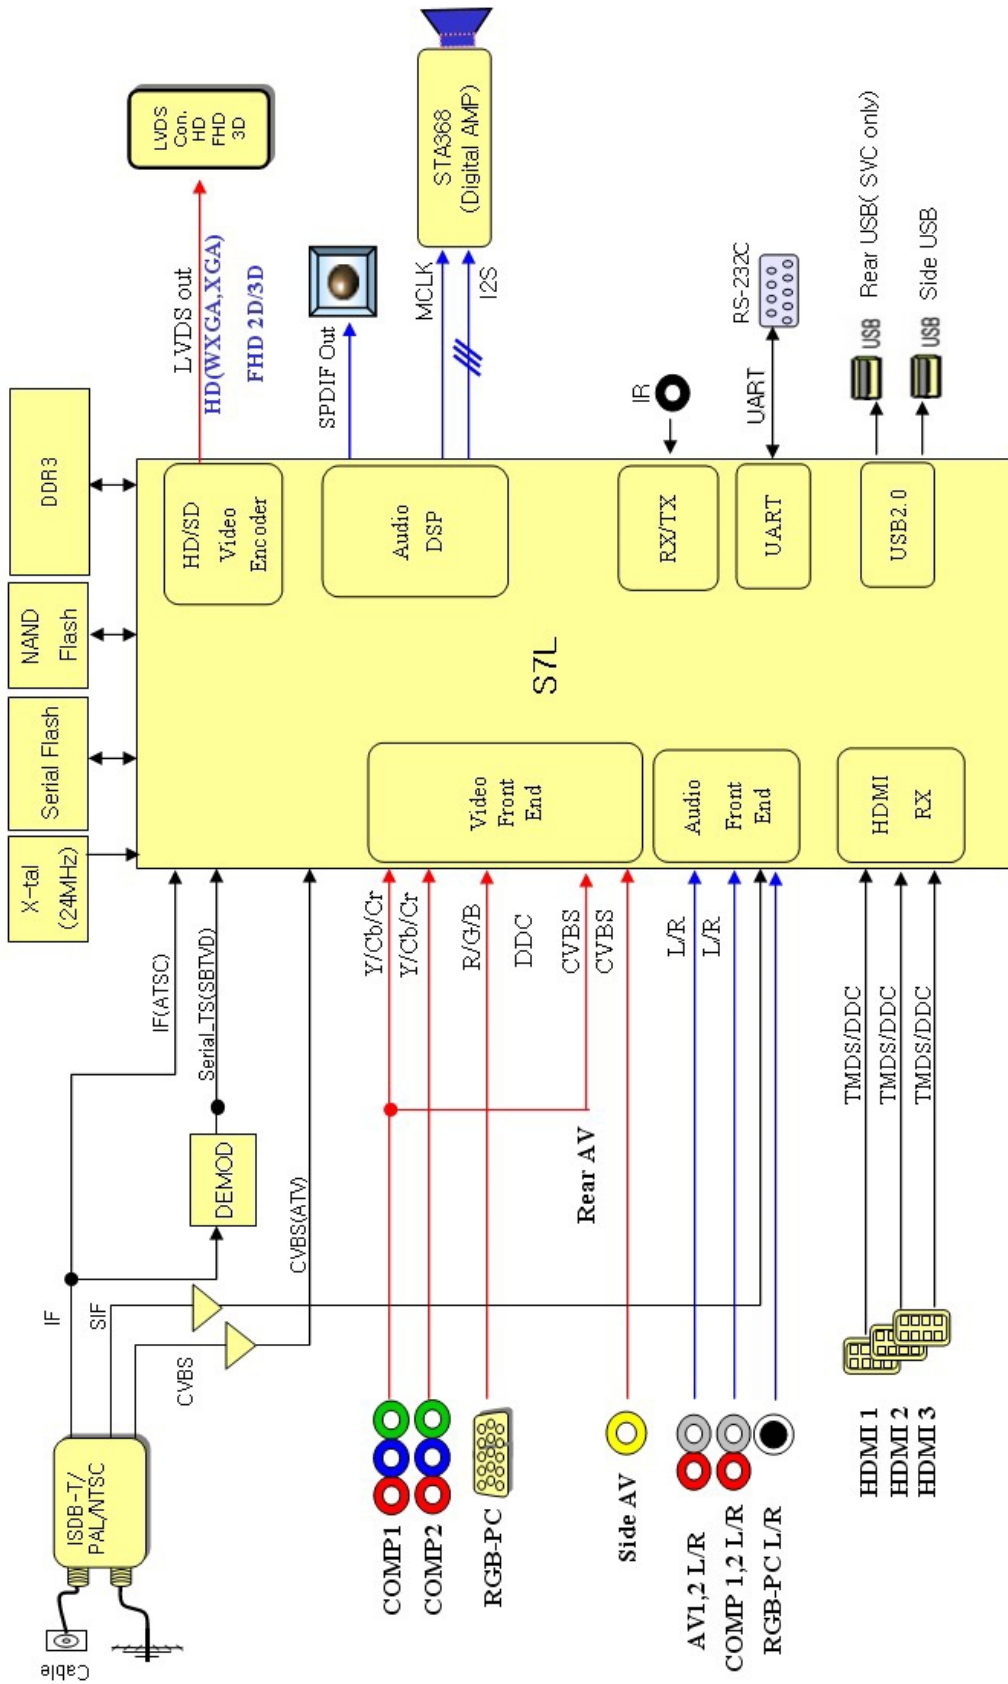 Cable
ISDB-T/
PAL/NTSC
IF
SIF
CVBS
DEMOD
IF(ATSC)
Serial_TS(SBTVD)
CVBS(ATV)
X-tal
(24MHz)
Serial Flash
NAND
Flash
DDR3
COMP1
COMP2
RGB-PC
Rear AV
Side AV
AV1,2 L/R
COMP 1,2 L/R
RGB-PC L/R
HDMI 1
HDMI 2
HDMI 3
Y/Cb/Cr
Y/Cb/Cr
R/G/B
DDC
CVBS
CVBS
L/R
L/R
TMDS/DDC
TMDS/DDC
TMDS/DDC
Video
Front
End
Audio
Front
End
HDMI
RX
S7L
HD/SD
Video
Encoder
Audio
DSP
RX/TX
UART
USB2.0
LVDS out
HD(WXGA,XGA)
FHD 2D/3D
LVDS
Con.
HD
FHD
3D
SPDIF Out
MCLK
I2S
STA368
(Digital AMP)
IR
UART
RS-232C
USB
Rear USB( SVC only)
USB
Side USB